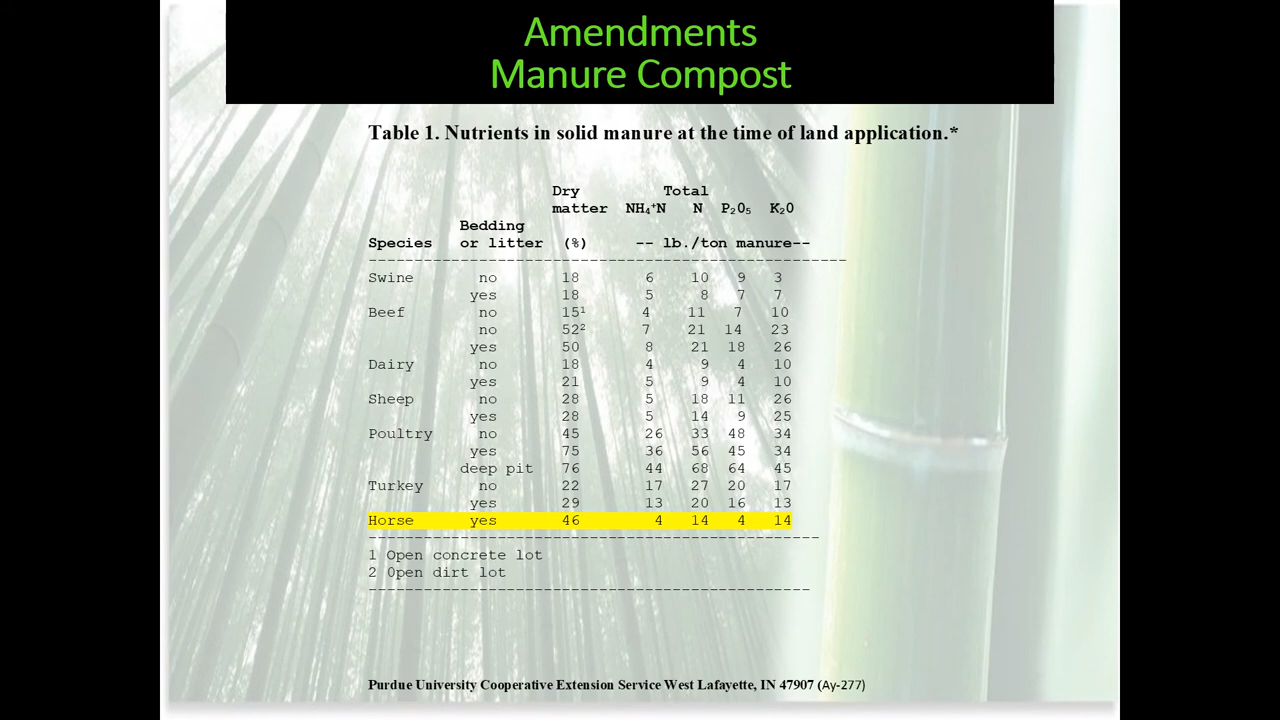 Amendments
Manure Compost
Table 1. Nutrients in solid manure at the time of land application.*
Dry Total
matter NH₄⁺N N P₂0₅ K₂0
Bedding
Species or litter (%) -- lb./ton manure--
----------------------------------------------------
Swine no 18 6 10 9 3
yes 18 5 8 7 7
Beef no 15¹ 4 11 7 10
no 52² 7 21 14 23
yes 50 8 21 18 26
Dairy no 18 4 9 4 10
yes 21 5 9 4 10
Sheep no 28 5 18 11 26
yes 28 5 14 9 25
Poultry no 45 26 33 48 34
yes 75 36 56 45 34
deep pit 76 44 68 64 45
Turkey no 22 17 27 20 17
yes 29 13 20 16 13
Horse yes 46 4 14 4 14
-------------------------------------------------
1 Open concrete lot
2 Open dirt lot
------------------------------------------------
Purdue University Cooperative Extension Service West Lafayette, IN 47907 (Ay-277)